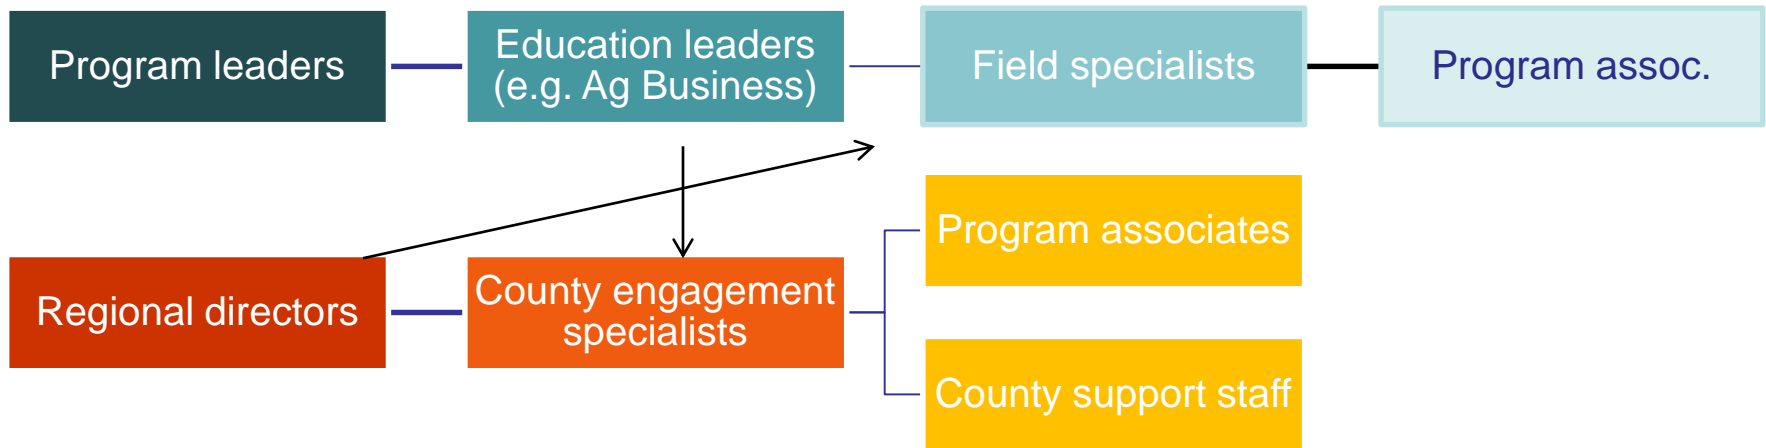 Program leaders
Education leaders
(e.g. Ag Business)
Field specialists
Program assoc.
Program associates
Regional directors
County engagement
specialists
County support staff